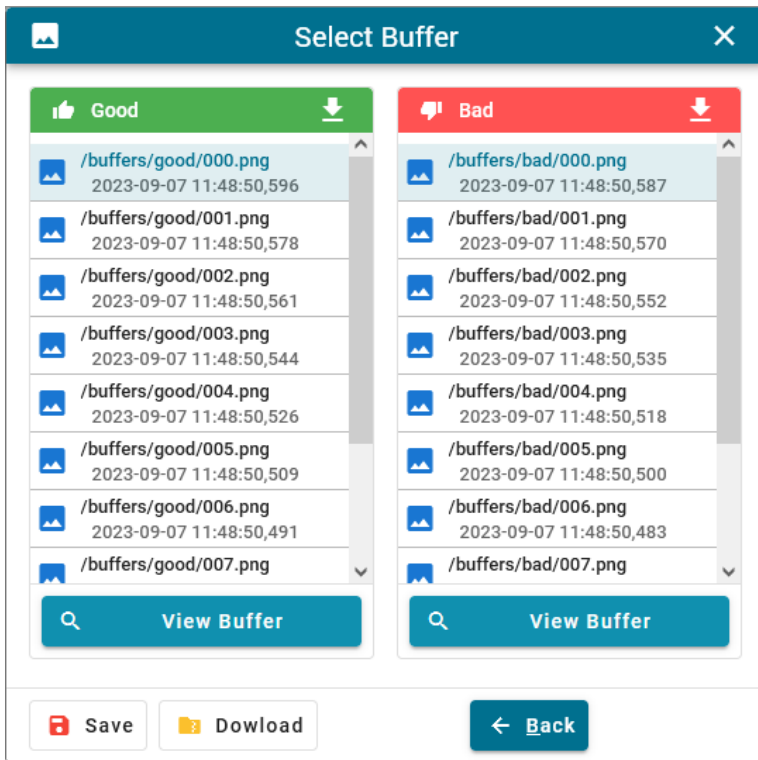 Select Buffer
Good
/buffers/good/000.png
2023-09-07 11:48:50,596
/buffers/good/001.png
2023-09-07 11:48:50,578
/buffers/good/002.png
2023-09-07 11:48:50,561
/buffers/good/003.png
2023-09-07 11:48:50,544
/buffers/good/004.png
2023-09-07 11:48:50,526
/buffers/good/005.png
2023-09-07 11:48:50,509
/buffers/good/006.png
2023-09-07 11:48:50,491
/buffers/good/007.png
View Buffer
Bad
/buffers/bad/000.png
2023-09-07 11:48:50,587
/buffers/bad/001.png
2023-09-07 11:48:50,570
/buffers/bad/002.png
2023-09-07 11:48:50,552
/buffers/bad/003.png
2023-09-07 11:48:50,535
/buffers/bad/004.png
2023-09-07 11:48:50,518
/buffers/bad/005.png
2023-09-07 11:48:50,500
/buffers/bad/006.png
2023-09-07 11:48:50,483
/buffers/bad/007.png
View Buffer
Save
Dowload
Back